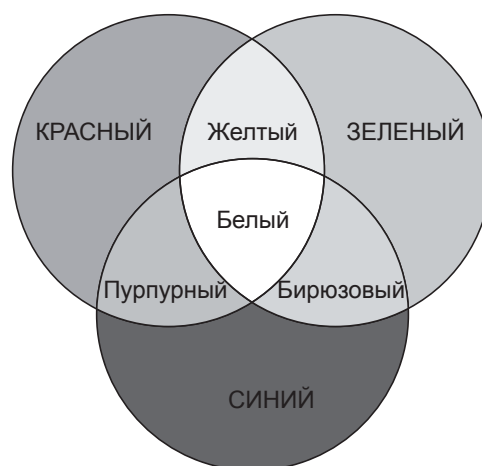 КРАСНЫЙ Желтый ЗЕЛЕНЫЙ
Белый
Пурпурный Бирюзовый
СИНИЙ